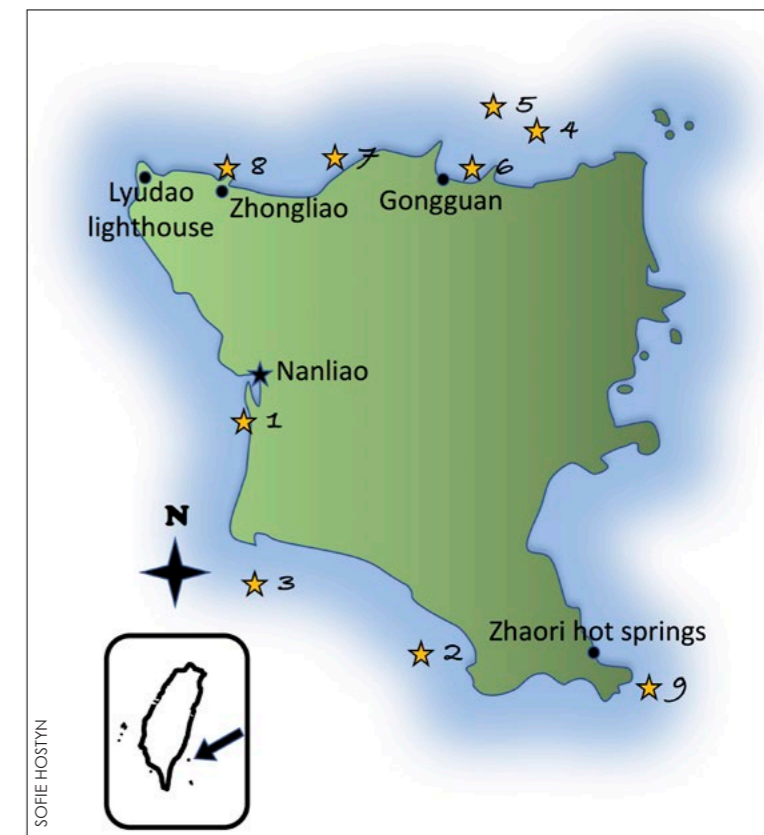 5
4
8
7
6
Lyudao
lighthouse
Zhongliao
Gongguan
Nanliao
1
N
3
Zhaori hot springs
2
9
SOFIE HOSTYN